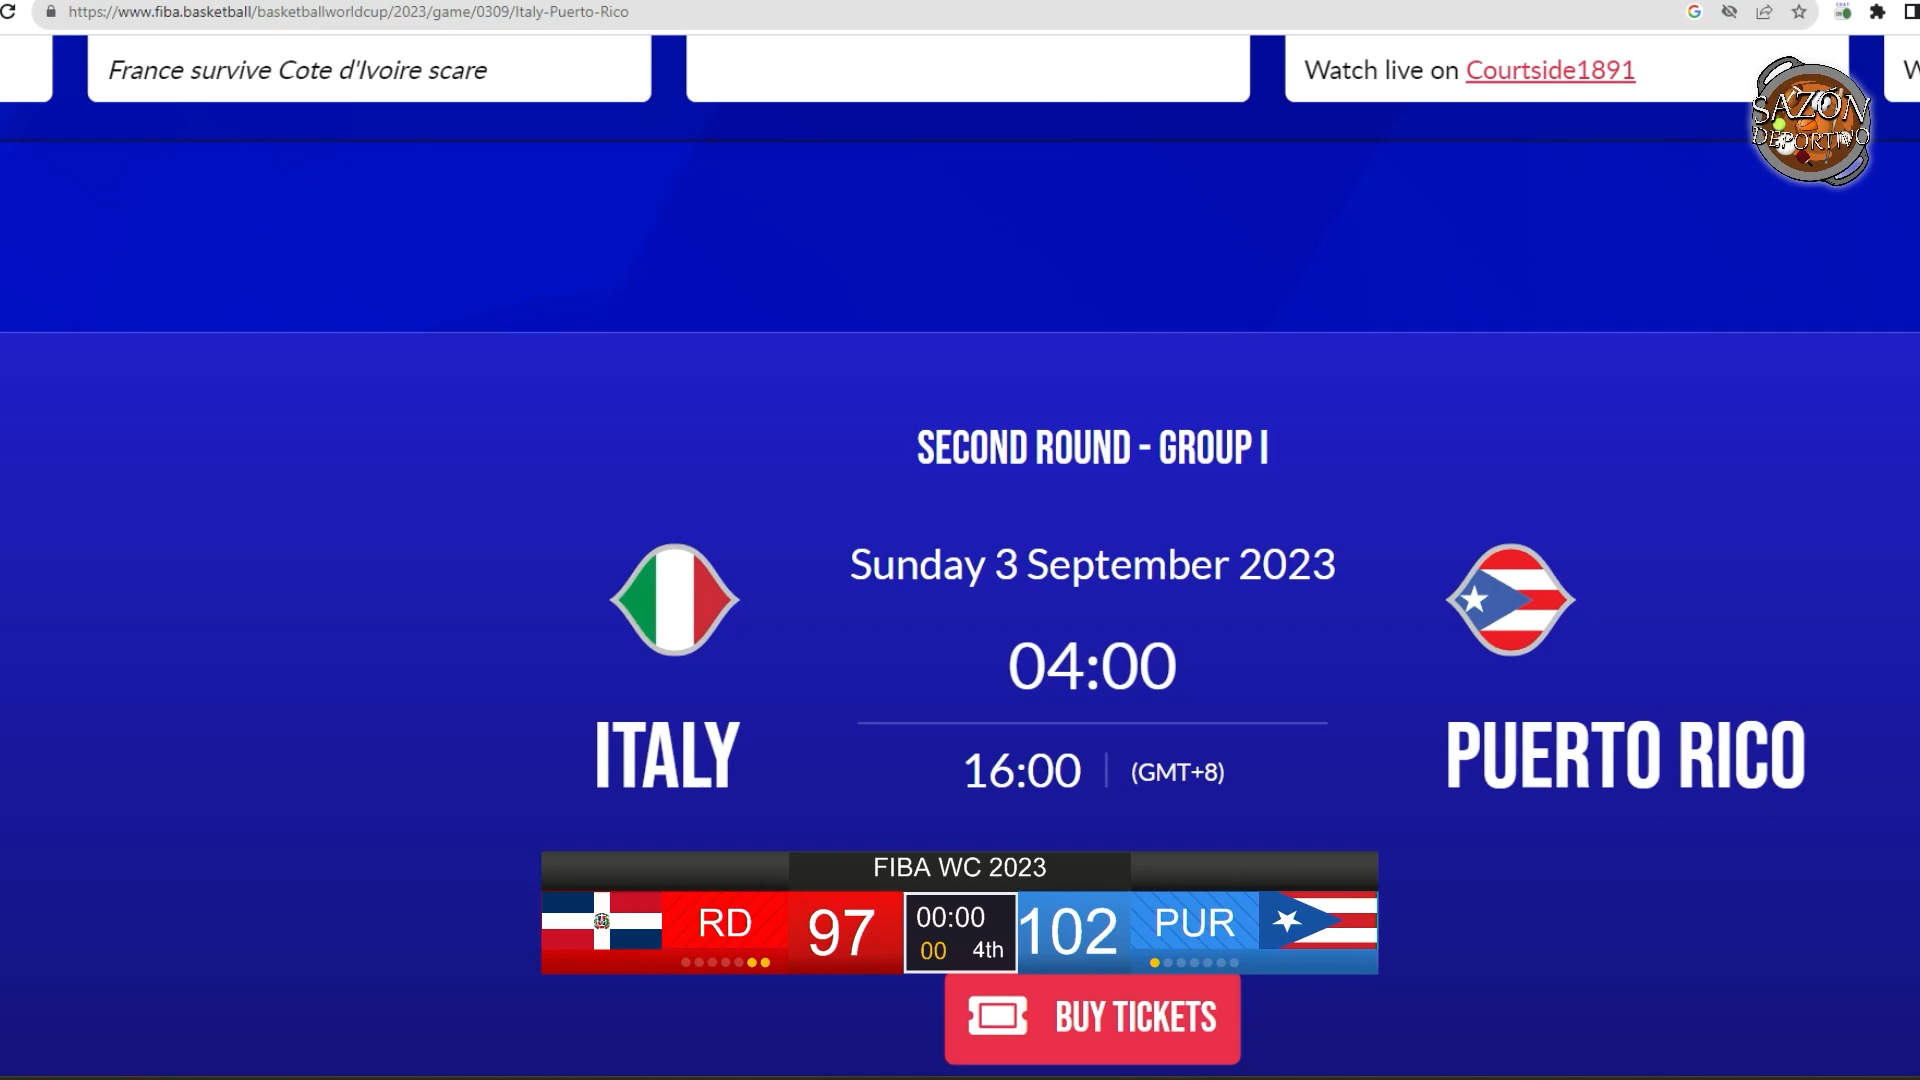 https://www.fiba.basketball/basketballworldcup/2023/game/0309/Italy-Puerto-Rico
France survive Cote d'Ivoire scare
Watch live on Courtside1891
W
SAZÓN
DEPORTIVO
SECOND ROUND - GROUP I
Sunday 3 September 2023
04:00
ITALY
PUERTO RICO
16:00 (GMT+8)
FIBA WC 2023
RD 97 00:00 102 PUR
00 4th
BUY TICKETS